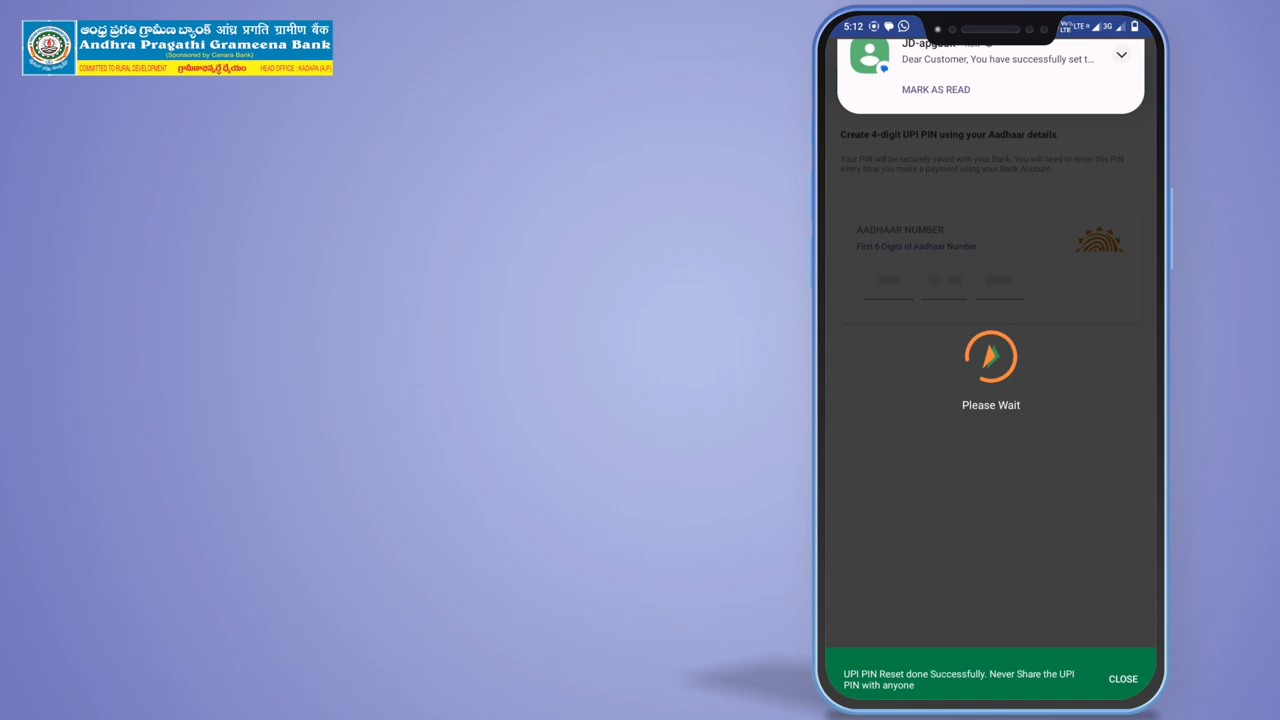 ఆంధ్ర ప్రగతి గ్రామీణ బ్యాంక్ आंध्र प्रगति ग्रामीण बैंक
Andhra Pragathi Grameena Bank
(Sponsored by Canara Bank)
COMMITTED TO RURAL DEVELOPMENT గ్రామీణాభివృద్ధే ధ్యేయం HEAD OFFICE : KADAPA (A.P)
5:12 Vo LTE LTE R 3G
Dear Customer, You have successfully set t...
MARK AS READ
Create 4-digit UPI PIN using your Aadhaar details
Your PIN will be securely saved with your Bank. You will need to enter this PIN
every time you make a payment using your Bank Account.
AADHAAR NUMBER
First 6-Digits of Aadhaar Number
Please Wait
UPI PIN Reset done Successfully. Never Share the UPI
PIN with anyone
CLOSE